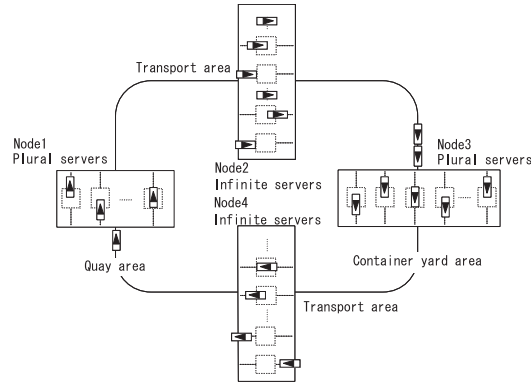 Transport area
Node1
Plural servers
Node2
Infinite servers
Node3
Plural servers
Node4
Infinite servers
Quay area
Container yard area
Transport area